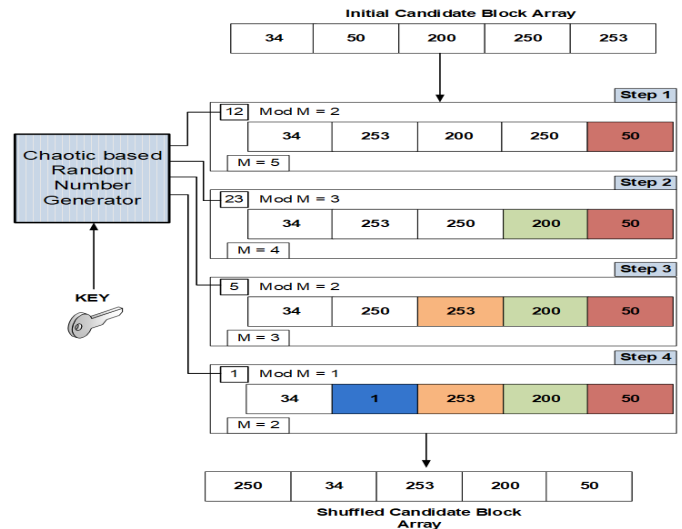 Initial Candidate Block Array
34 50 200 250 253
Step 1
12 Mod M = 2
34 253 200 250 50
M = 5
Chaotic based
Random
Number
Generator
Step 2
23 Mod M = 3
34 253 250 200 50
M = 4
KEY
Step 3
5 Mod M = 2
34 250 253 200 50
M = 3
Step 4
1 Mod M = 1
34 1 253 200 50
M = 2
250 34 253 200 50
Shuffled Candidate Block
Array